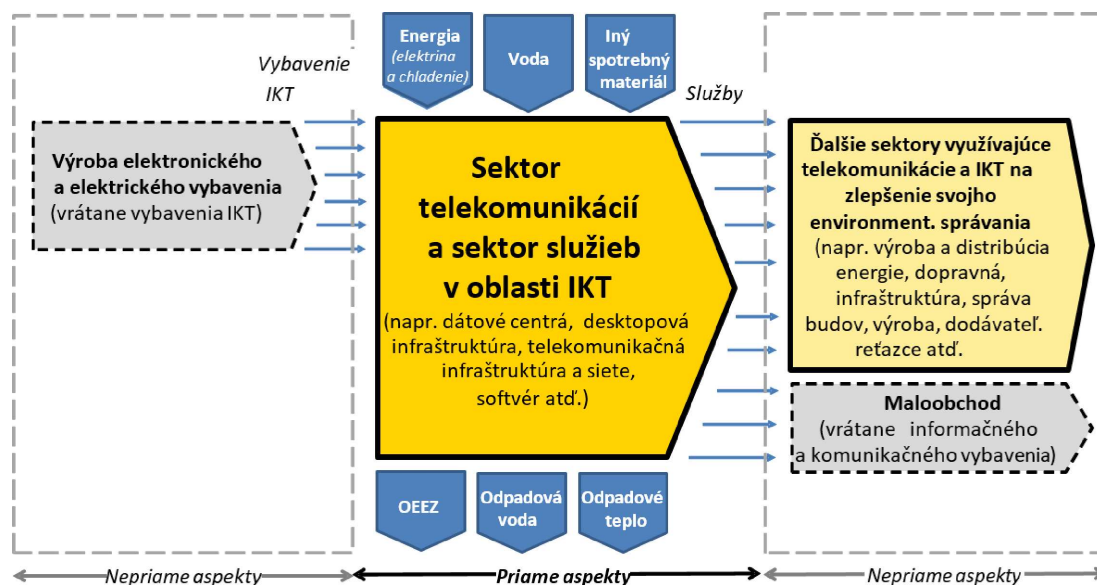 Vybavenie
IKT
Výroba elektronického
a elektrického vybavenia
(vrátane vybavenia IKT)
Energia
(elektrina
a chladenie)
Voda
Iný
spotrebný
materiál
Sektor
telekomunikácií
a sektor služieb
v oblasti IKT
(napr. dátové centrá, desktopová
infraštruktúra, telekomunikačná
infraštruktúra a siete,
softvér atď.)
OEEZ
Odpadová
voda
Odpadové
teplo
Služby
Ďalšie sektory využívajúce
telekomunikácie a IKT na
zlepšenie svojho
environment. správania
(napr. výroba a distribúcia
energie, dopravná,
infraštruktúra, správa
budov, výroba, dodávateľ.
reťazce atď.
Maloobchod
(vrátane informačného
a komunikačného vybavenia)
Nepriame aspekty
Priame aspekty
Nepriame aspekty